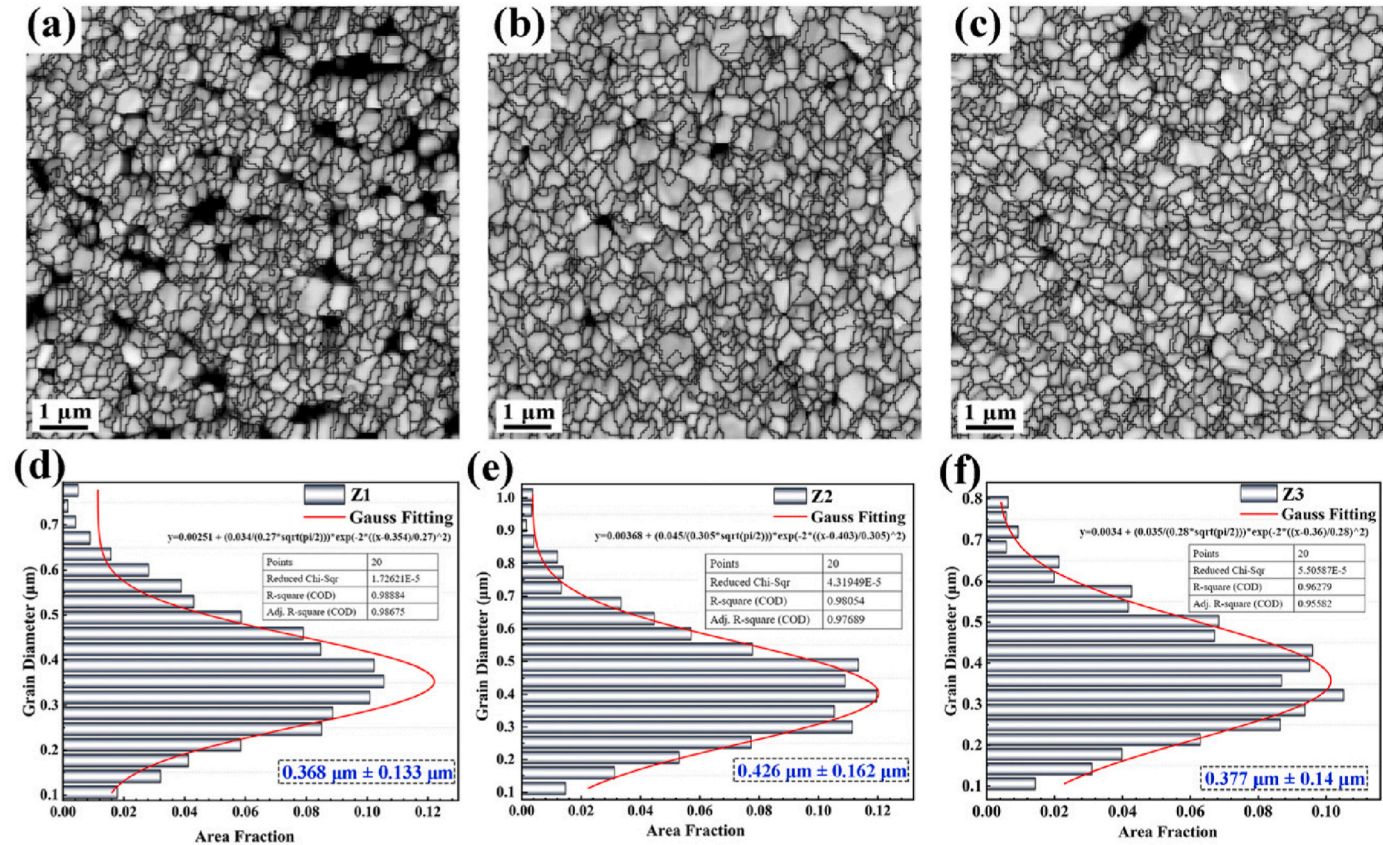 (a)
(b)
(c)
1 μm
1 μm
1 μm
(d)
Z1
Gauss Fitting
y=0.00251 + (0.034/(0.27*sqrt(pi/2)))*exp(-2*((x-0.354)/0.27)^2)
Points 20
Reduced Chi-Sqr 1.72621E-5
R-square (COD) 0.98884
Adj. R-square (COD) 0.98675
0.7
0.6
0.5
0.4
0.3
0.2
0.1
Grain Diameter (μm)
0.368 μm ± 0.133 μm
0.00 0.02 0.04 0.06 0.08 0.10 0.12
Area Fraction
(e)
Z2
Gauss Fitting
y=0.00368 + (0.045/(0.305*sqrt(pi/2)))*exp(-2*((x-0.403)/0.305)^2)
Points 20
Reduced Chi-Sqr 4.31949E-5
R-square (COD) 0.98054
Adj. R-square (COD) 0.97689
1.0
0.9
0.8
0.7
0.6
0.5
0.4
0.3
0.2
0.1
Grain Diameter (μm)
0.426 μm ± 0.162 μm
0.00 0.02 0.04 0.06 0.08 0.10 0.12
Area Fraction
(f)
Z3
Gauss Fitting
y=0.0034 + (0.035/(0.28*sqrt(pi/2)))*exp(-2*((x-0.36)/0.28)^2)
Points 20
Reduced Chi-Sqr 5.50587E-5
R-square (COD) 0.96279
Adj. R-square (COD) 0.95582
0.8
0.7
0.6
0.5
0.4
0.3
0.2
0.1
Grain Diameter (μm)
0.377 μm ± 0.14 μm
0.00 0.02 0.04 0.06 0.08 0.10
Area Fraction